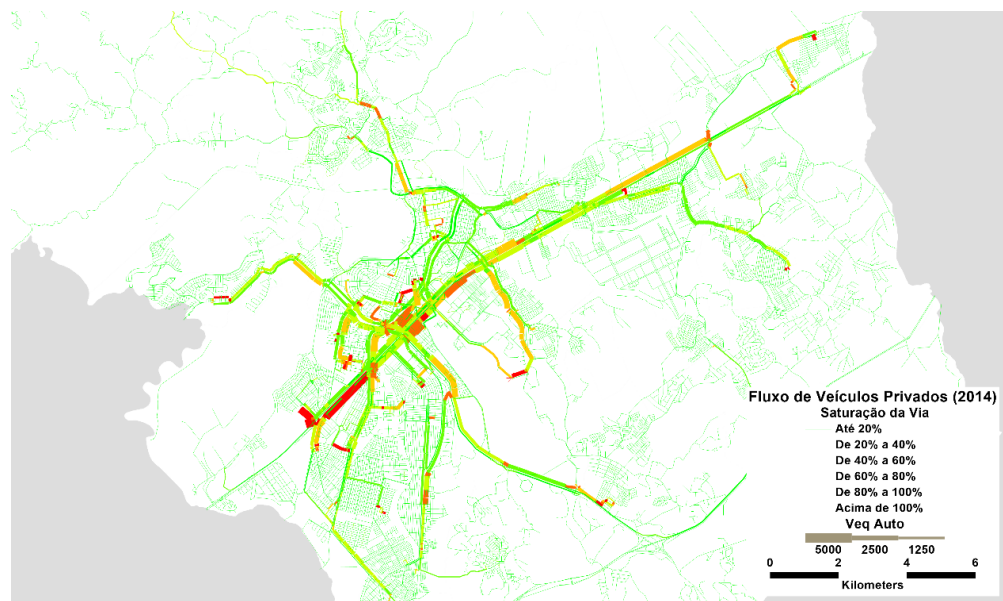 Fluxo de Veículos Privados (2014)
Saturação da Via
Até 20%
De 20% a 40%
De 40% a 60%
De 60% a 80%
De 80% a 100%
Acima de 100%
Veq Auto
5000 2500 1250
0 2 4 6
Kilometers